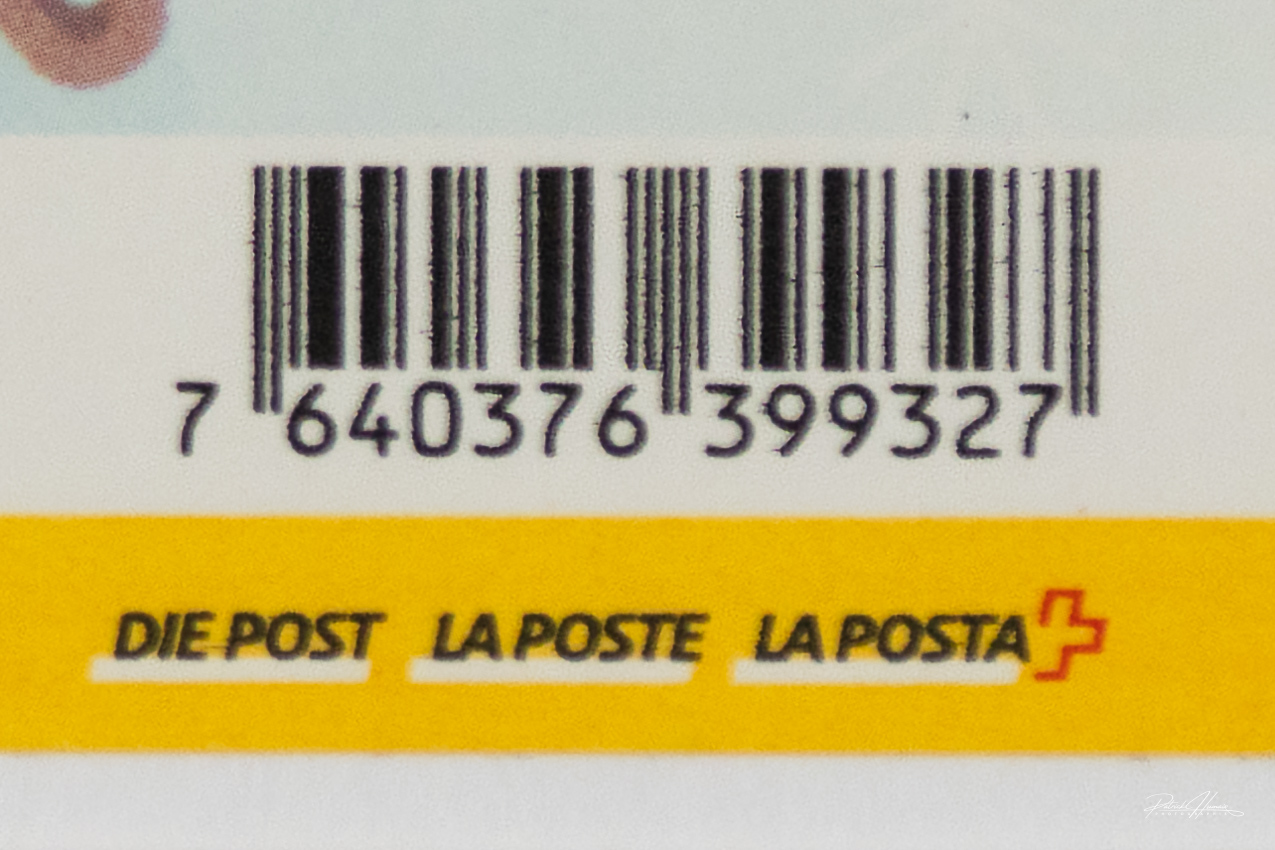 7 640376 399327
DIE POST LA POSTE LA POSTA